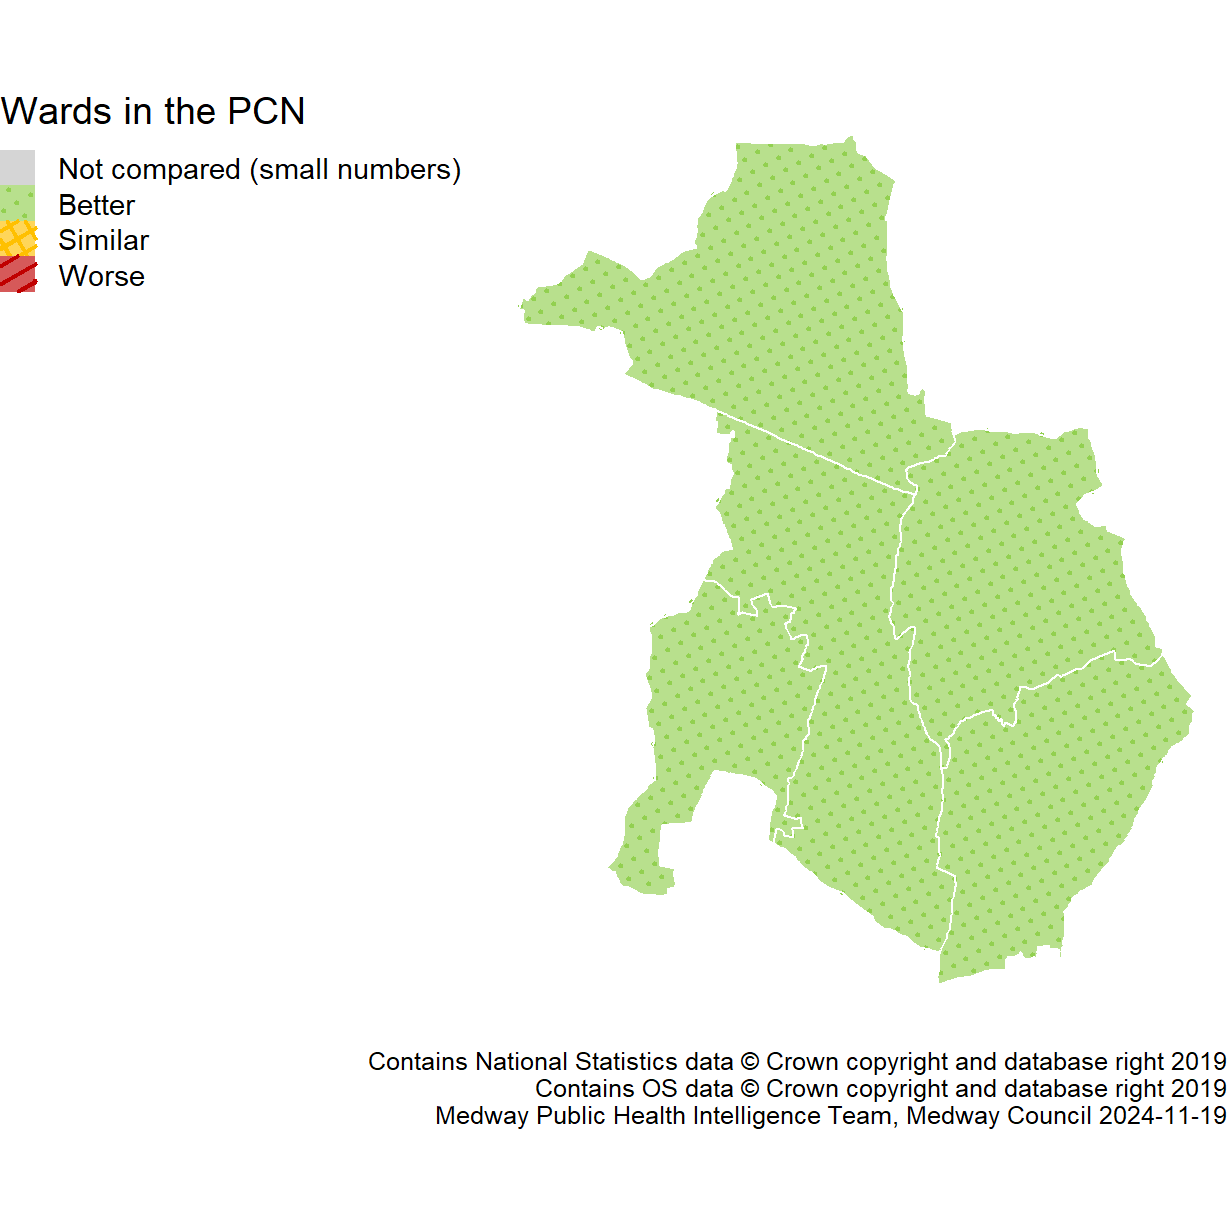 Wards in the PCN
Not compared (small numbers)
Better
Similar
Worse
Contains National Statistics data © Crown copyright and database right 2019
Contains OS data © Crown copyright and database right 2019
Medway Public Health Intelligence Team, Medway Council 2024-11-19